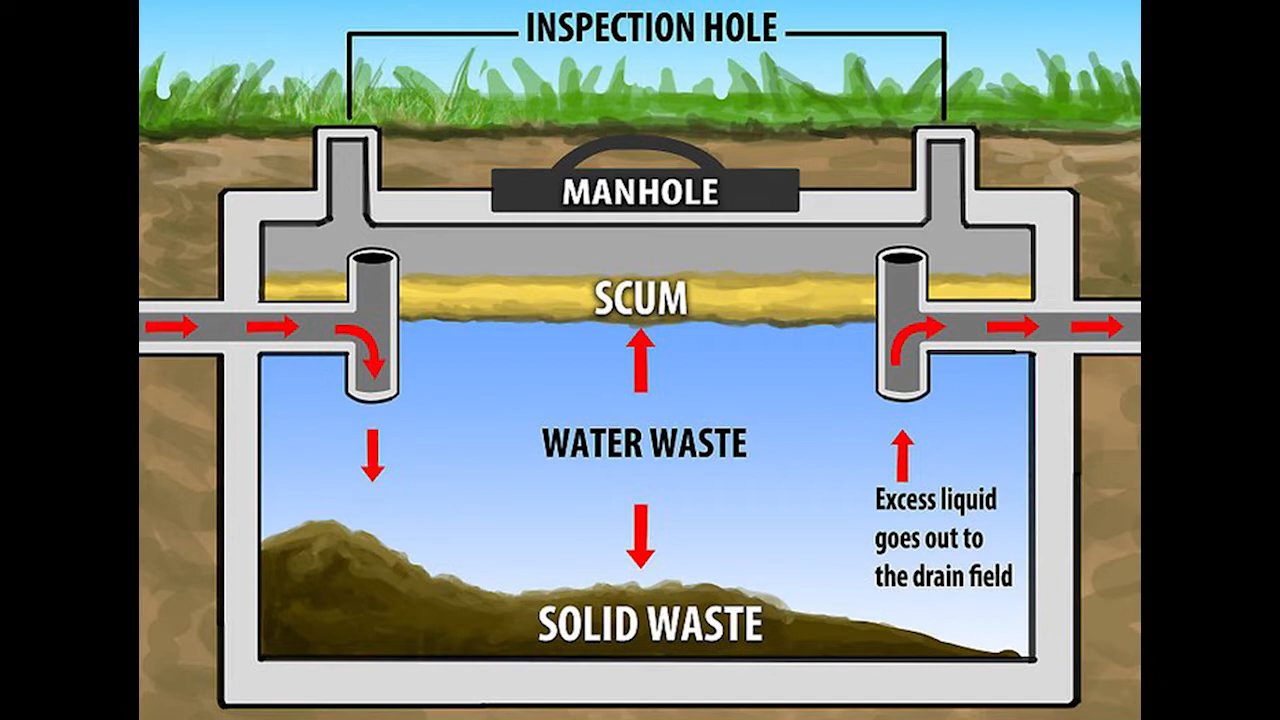 INSPECTION HOLE
MANHOLE
SCUM
WATER WASTE
Excess liquid
goes out to
the drain field
SOLID WASTE